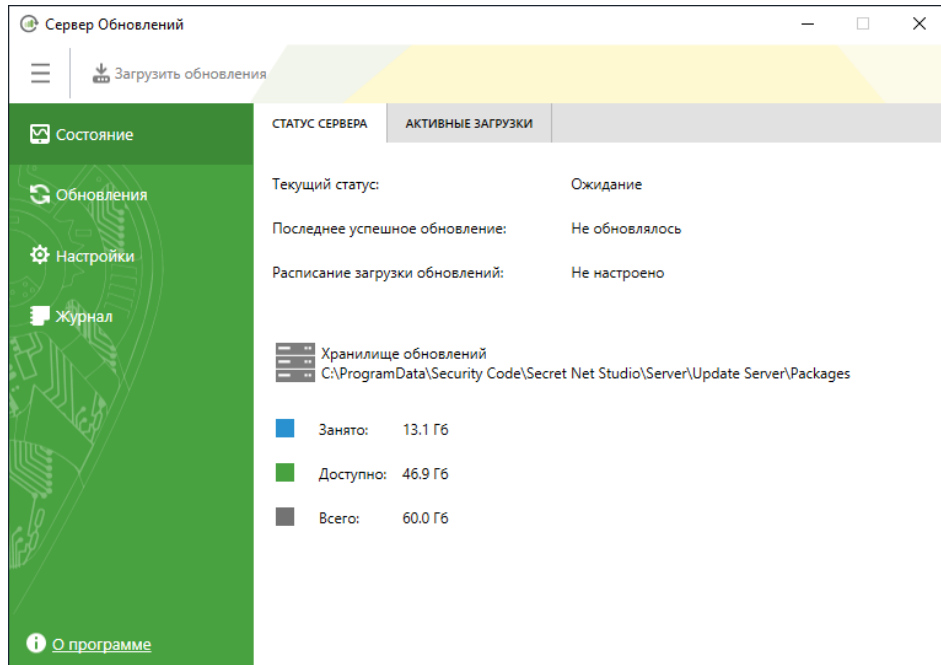 Сервер Обновлений
Загрузить обновления
Состояние
Обновления
Настройки
Журнал
О программе
СТАТУС СЕРВЕРА АКТИВНЫЕ ЗАГРУЗКИ
Текущий статус: Ожидание
Последнее успешное обновление: Не обновлялось
Расписание загрузки обновлений: Не настроено
Хранилище обновлений
C:\ProgramData\Security Code\Secret Net Studio\Server\Update Server\Packages
Занято: 13.1 Гб
Доступно: 46.9 Гб
Всего: 60.0 Гб